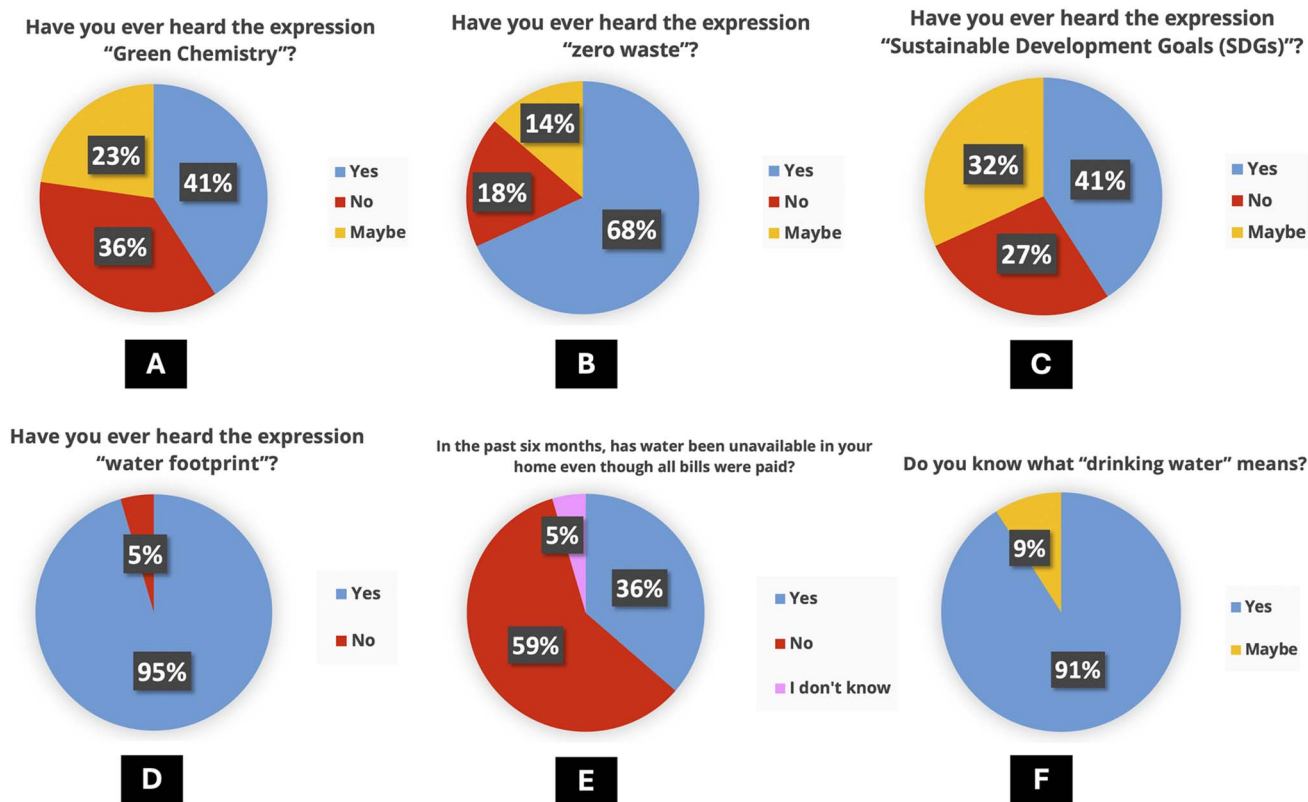 Have you ever heard the expression
“Green Chemistry”?
23%
41%
36%
Yes
No
Maybe
A
Have you ever heard the expression
“zero waste”?
14%
18%
68%
Yes
No
Maybe
B
Have you ever heard the expression
“Sustainable Development Goals (SDGs)”?
32%
41%
27%
Yes
No
Maybe
C
Have you ever heard the expression
“water footprint”?
5%
95%
Yes
No
D
In the past six months, has water been unavailable in your
home even though all bills were paid?
5%
36%
59%
Yes
No
I don't know
E
Do you know what “drinking water” means?
9%
91%
Yes
Maybe
F